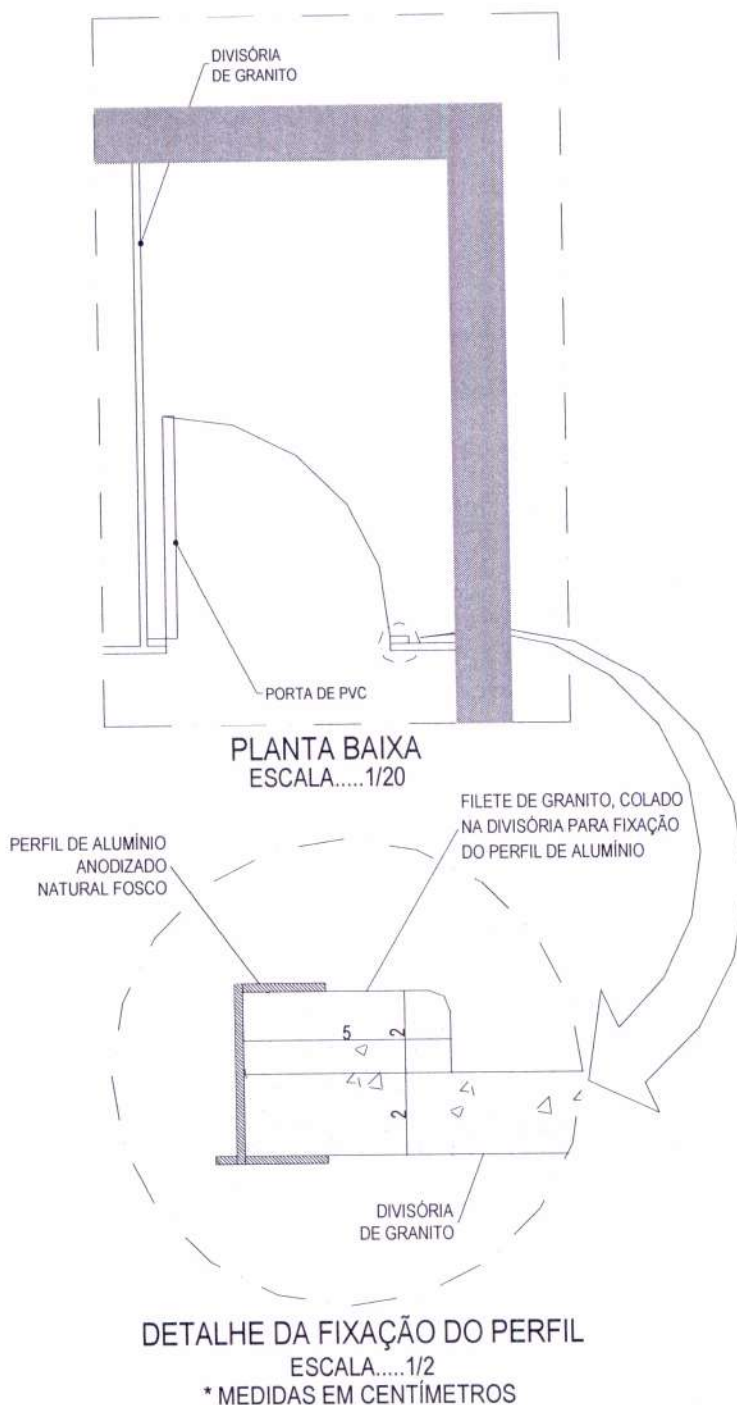 DIVISÓRIA
DE GRANITO
PORTA DE PVC
PLANTA BAIXA
ESCALA.....1/20
FILETE DE GRANITO, COLADO
NA DIVISÓRIA PARA FIXAÇÃO
DO PERFIL DE ALUMÍNIO
PERFIL DE ALUMÍNIO
ANODIZADO
NATURAL FOSCO
5
2
2
DIVISÓRIA
DE GRANITO
DETALHE DA FIXAÇÃO DO PERFIL
ESCALA.....1/2
* MEDIDAS EM CENTÍMETROS